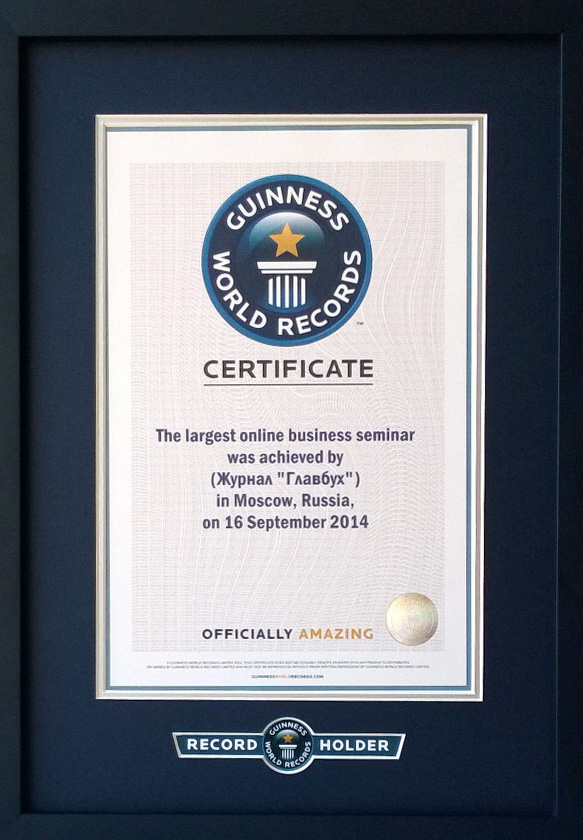 GUINNESS
WORLD RECORDS
™
CERTIFICATE
The largest online business seminar
was achieved by
(Журнал "Главбух")
in Moscow, Russia,
on 16 September 2014
OFFICIALLY AMAZING
GUINNESSWORLDRECORDS.COM
RECORD HOLDER
GUINNESS
WORLD RECORDS